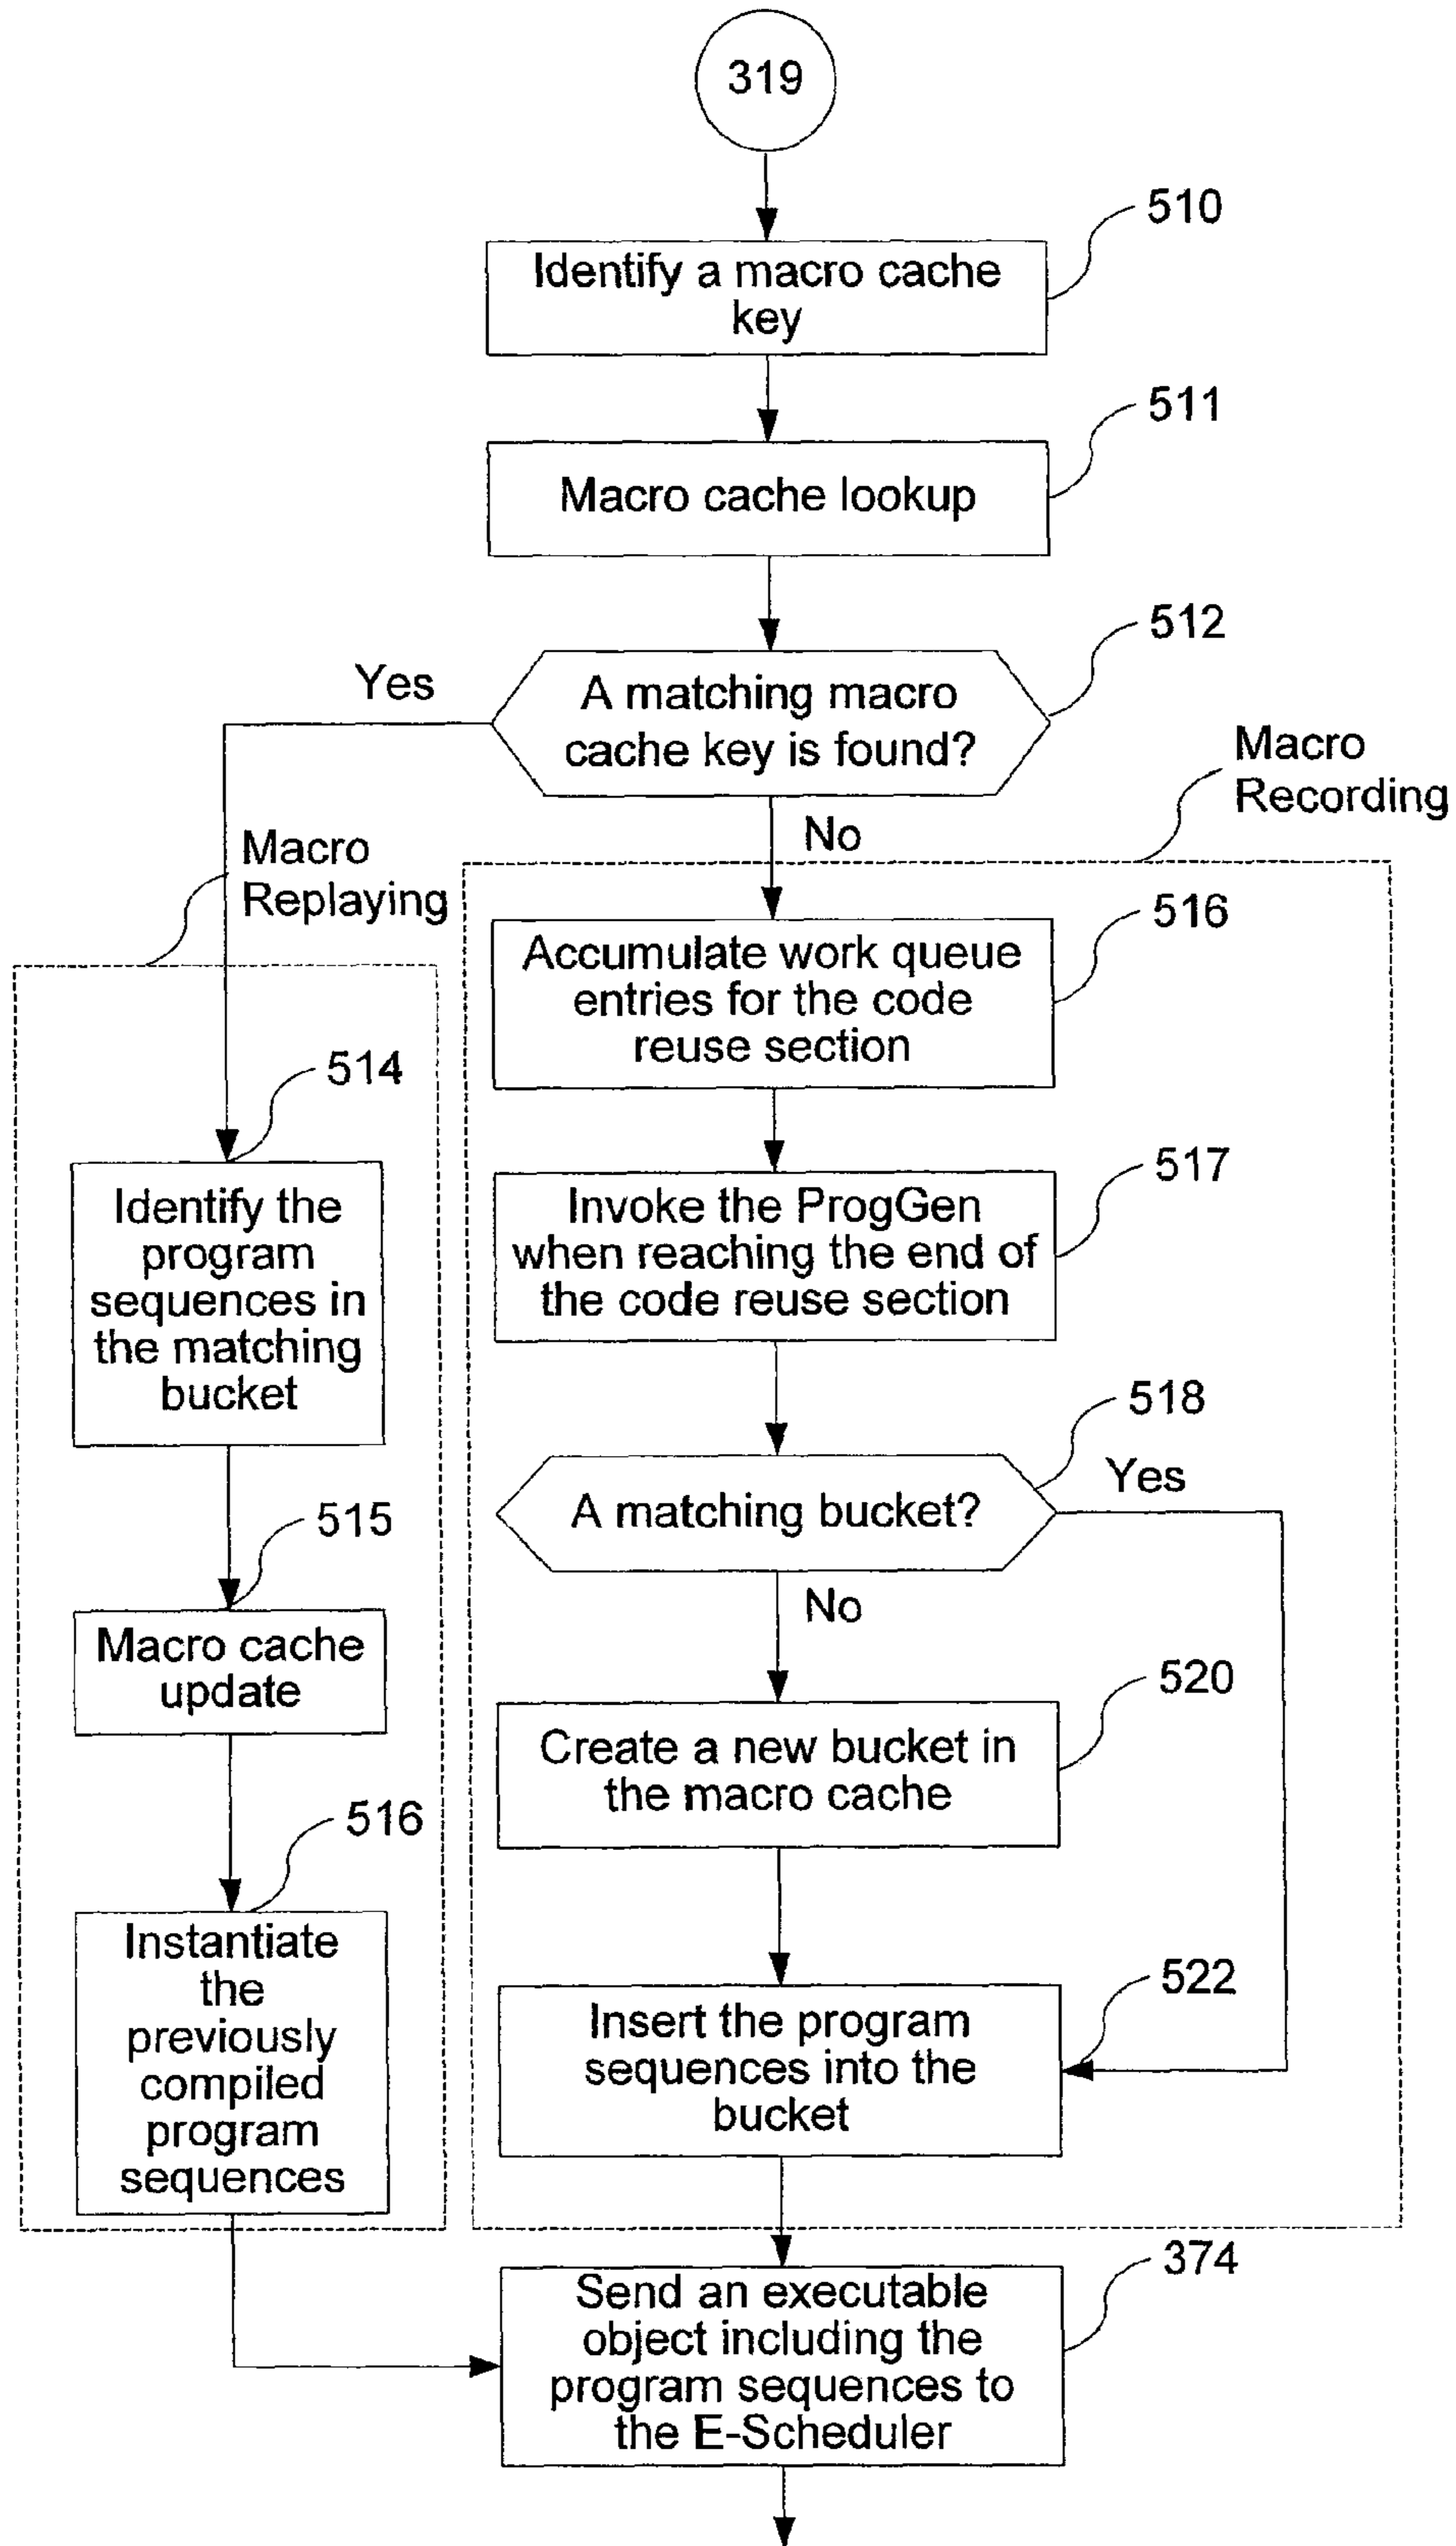 319
510
Identify a macro cache
key
511
Macro cache lookup
512
Yes
A matching macro
cache key is found?
Macro
Recording
No
Macro
Replaying
516
Accumulate work queue
entries for the code
reuse section
514
517
Identify the
program
sequences in
the matching
bucket
Invoke the ProgGen
when reaching the end of
the code reuse section
518
Yes
A matching bucket?
515
No
Macro cache
update
520
Create a new bucket in
the macro cache
516
Instantiate
the
previously
compiled
program
sequences
522
Insert the program
sequences into the
bucket
374
Send an executable
object including the
program sequences to
the E-Scheduler